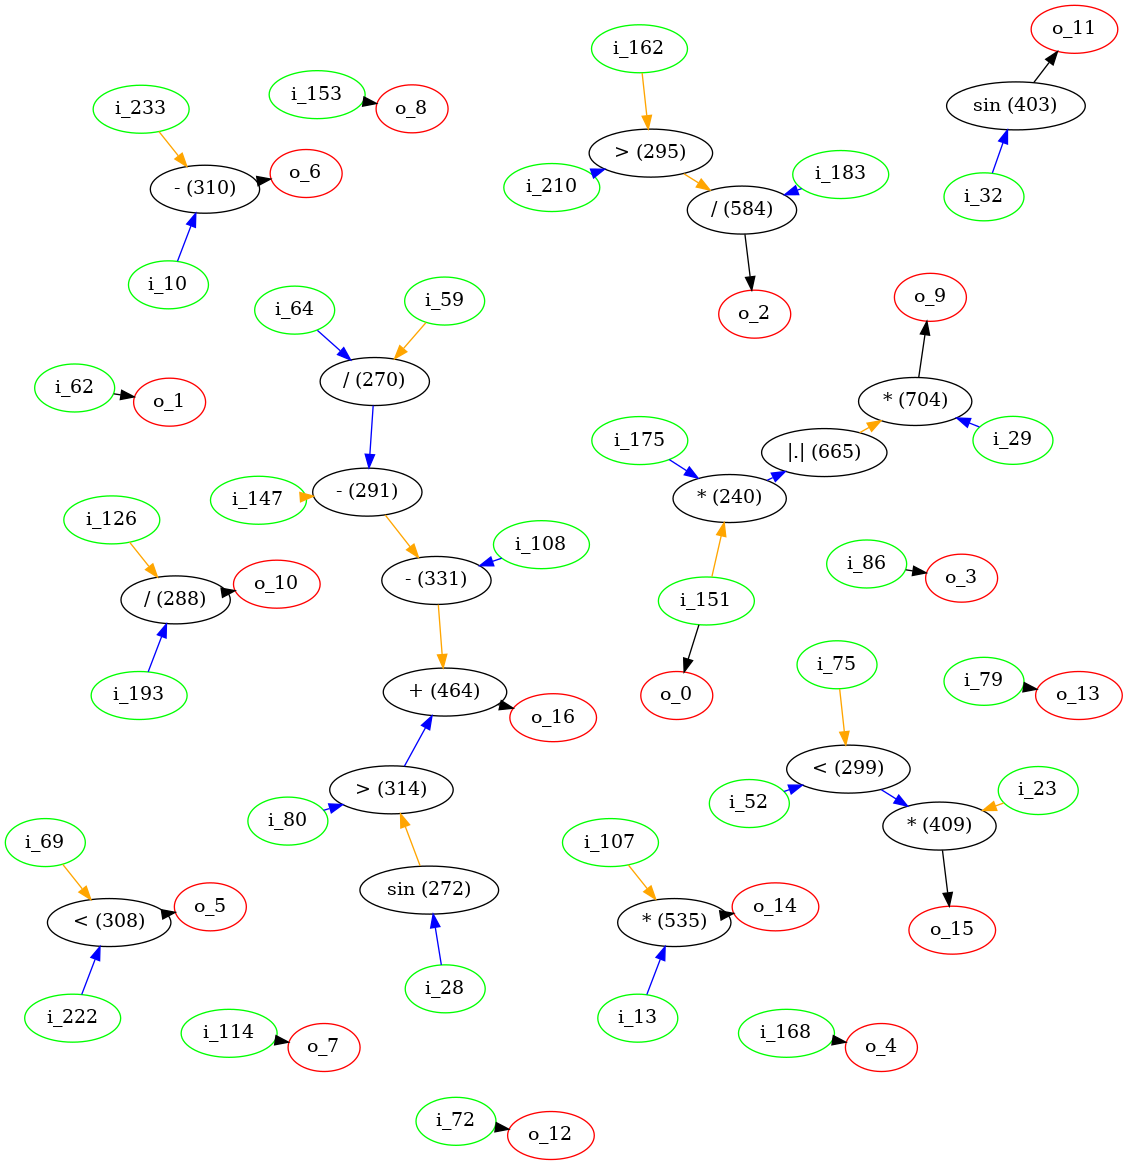 o_11
i_162
i_153
i_233
o_8
sin (403)
> (295)
o_6
i_183
- (310)
i_210
i_32
/ (584)
i_10
o_9
i_59
i_64
o_2
/ (270)
i_62
o_1
* (704)
i_175
i_29
|.| (665)
- (291)
i_147
* (240)
i_126
i_108
i_86
o_3
- (331)
o_10
/ (288)
i_151
i_75
i_79
+ (464)
i_193
o_0
o_13
o_16
< (299)
> (314)
i_23
i_52
i_80
* (409)
i_69
i_107
sin (272)
o_5
o_14
< (308)
* (535)
o_15
i_28
i_222
i_13
i_114
i_168
o_7
o_4
i_72
o_12